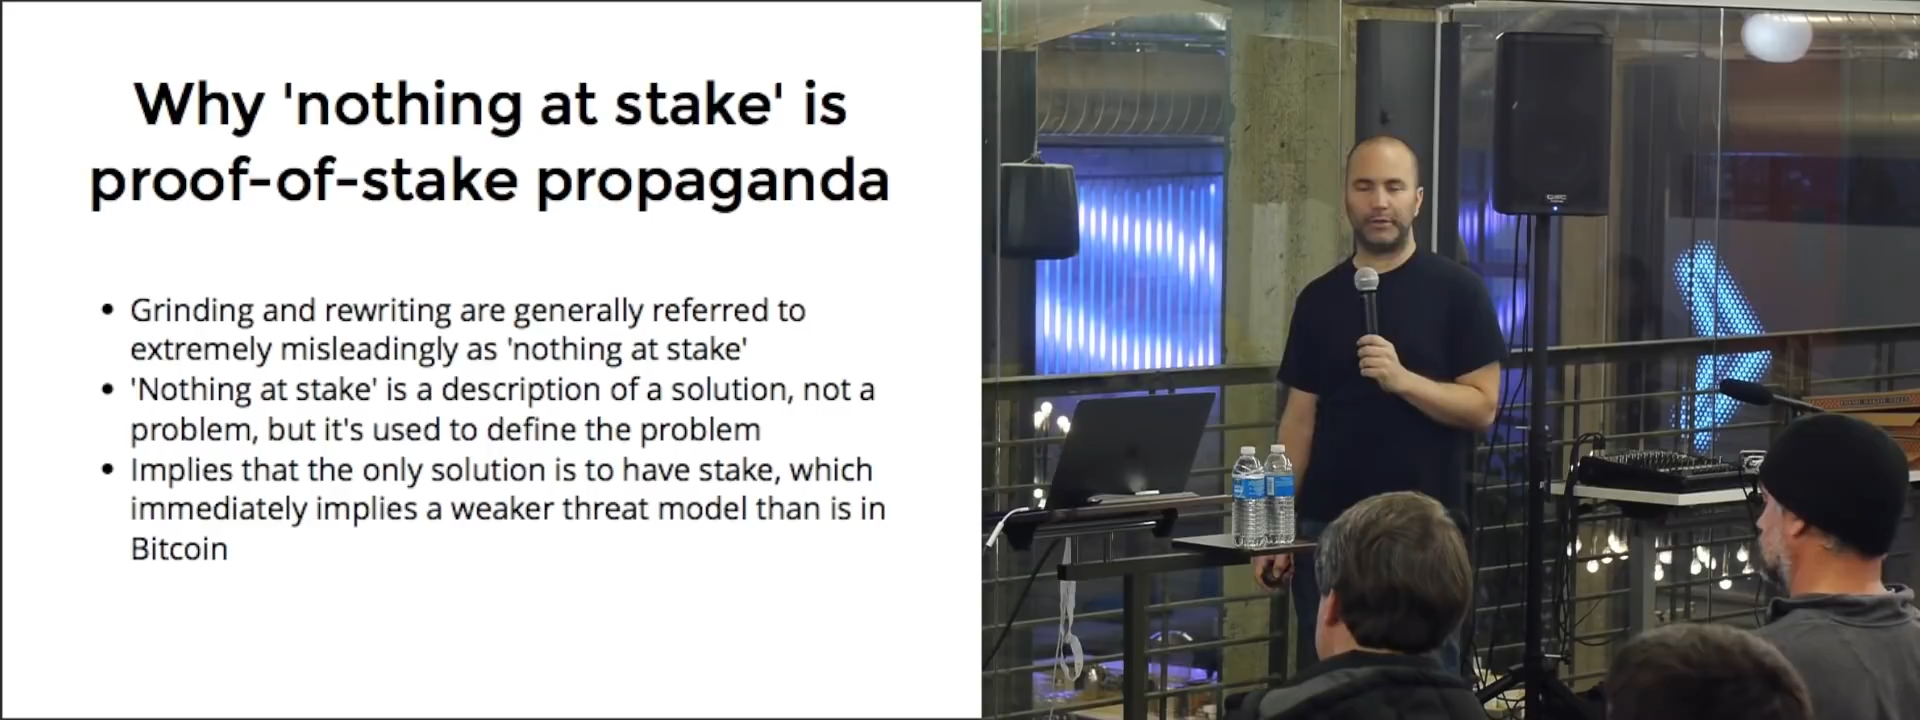 Why 'nothing at stake' is
proof-of-stake propaganda
• Grinding and rewriting are generally referred to
extremely misleadingly as 'nothing at stake'
• 'Nothing at stake' is a description of a solution, not a
problem, but it's used to define the problem
• Implies that the only solution is to have stake, which
immediately implies a weaker threat model than is in
Bitcoin
QSC